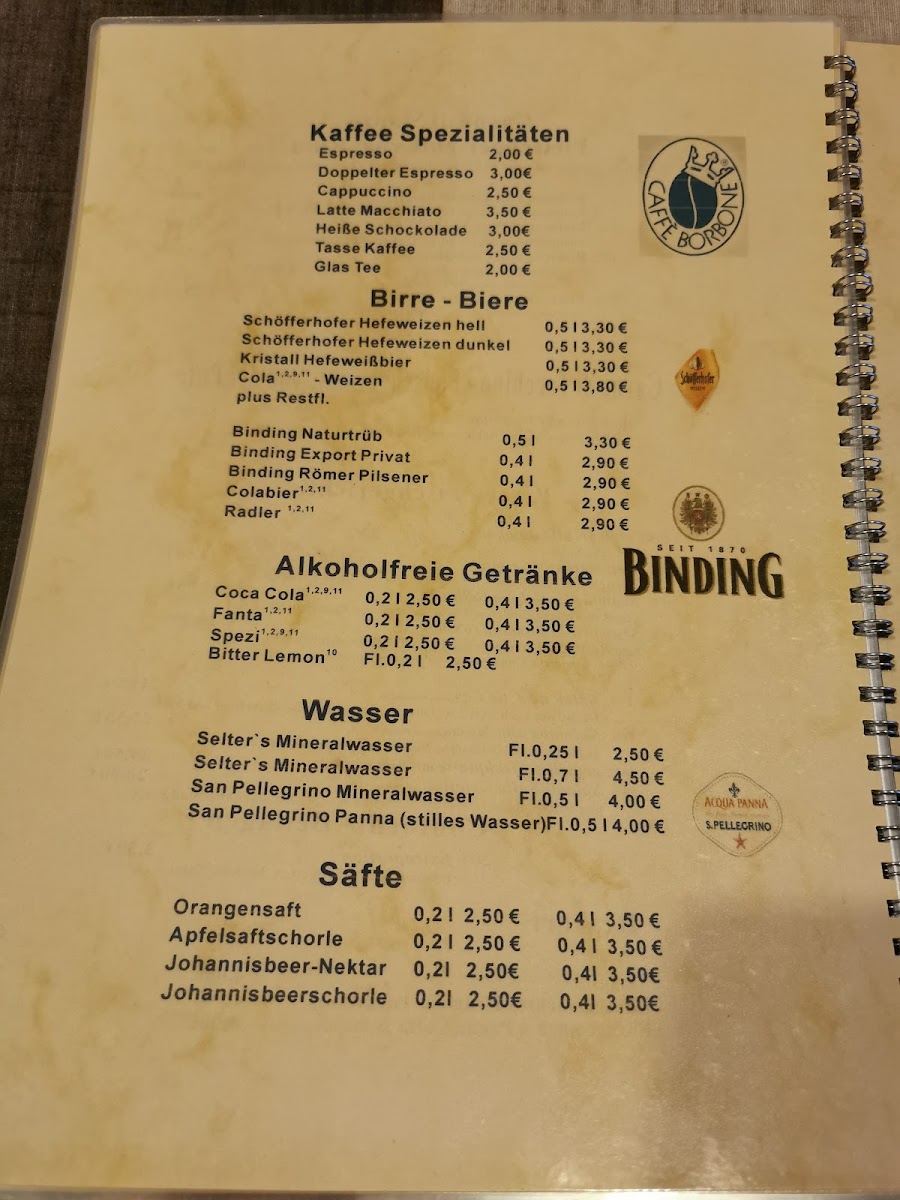 Kaffee Spezialitäten
Espresso 2,00 €
Doppelter Espresso 3,00€
Cappuccino 2,50 €
Latte Macchiato 3,50 €
Heiße Schockolade 3,00€
Tasse Kaffee 2,50 €
Glas Tee 2,00 €
CAFFÈ BORBONE
Birre - Biere
Schöfferhofer Hefeweizen hell 0,5 l 3,30 €
Schöfferhofer Hefeweizen dunkel 0,5 l 3,30 €
Kristall Hefeweißbier 0,5 l 3,30 €
Cola1,2,9,11 - Weizen 0,5 l 3,80 €
plus Restfl.
Schöfferhofer
Binding Naturtrüb 0,5 l 3,30 €
Binding Export Privat 0,4 l 2,90 €
Binding Römer Pilsener 0,4 l 2,90 €
Colabier1,2,11 0,4 l 2,90 €
Radler 1,2,11 0,4 l 2,90 €
SEIT 1870
BINDING
Alkoholfreie Getränke
Coca Cola1,2,9,11 0,2 l 2,50 € 0,4 l 3,50 €
Fanta1,2,11 0,2 l 2,50 € 0,4 l 3,50 €
Spezi1,2,9,11 0,2 l 2,50 € 0,4 l 3,50 €
Bitter Lemon10 Fl.0,2 l 2,50 €
Wasser
Selter`s Mineralwasser Fl.0,25 l 2,50 €
Selter`s Mineralwasser Fl.0,7 l 4,50 €
San Pellegrino Mineralwasser Fl.0,5 l 4,00 €
San Pellegrino Panna (stilles Wasser)Fl.0,5 l 4,00 €
ACQUA PANNA
S.PELLEGRINO
Säfte
Orangensaft 0,2 l 2,50 € 0,4 l 3,50 €
Apfelsaftschorle 0,2 l 2,50 € 0,4 l 3,50 €
Johannisbeer-Nektar 0,2l 2,50€ 0,4l 3,50€
Johannisbeerschorle 0,2l 2,50€ 0,4l 3,50€